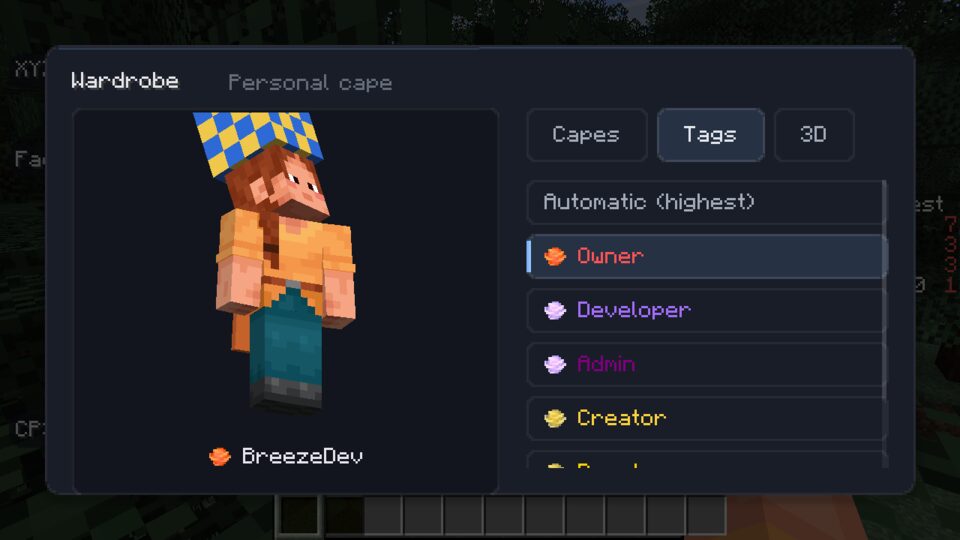 Wardrobe
Personal cape
Capes
Tags
3D
Automatic (highest)
Owner
Developer
Admin
Creator
BreezeDev